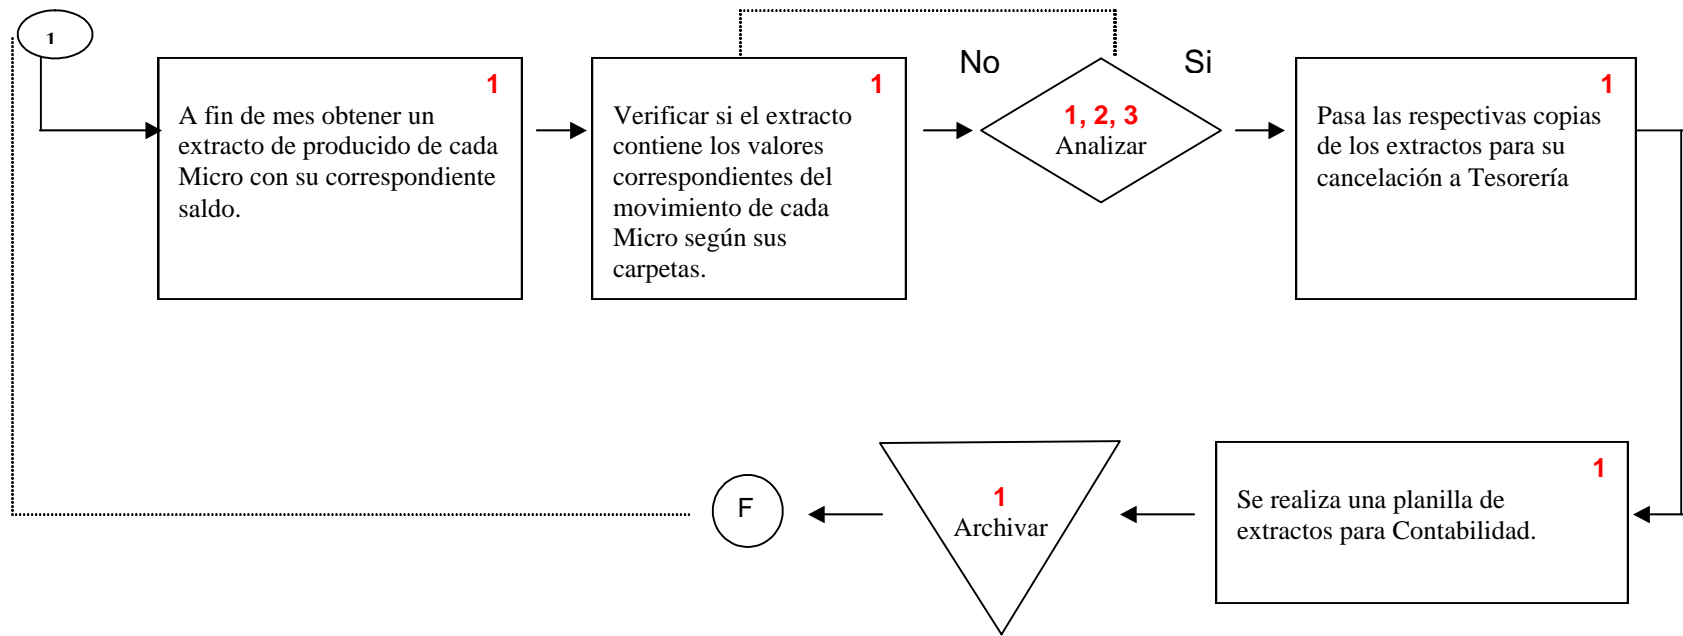 1
1
A fin de mes obtener un
extracto de producido de cada
Micro con su correspondiente
saldo.
1
Verificar si el extracto
contiene los valores
correspondientes del
movimiento de cada
Micro según sus
carpetas.
No
Si
1, 2, 3
Analizar
1
Pasa las respectivas copias
de los extractos para su
cancelación a Tesorería
1
Se realiza una planilla de
extractos para Contabilidad.
1
Archivar
F